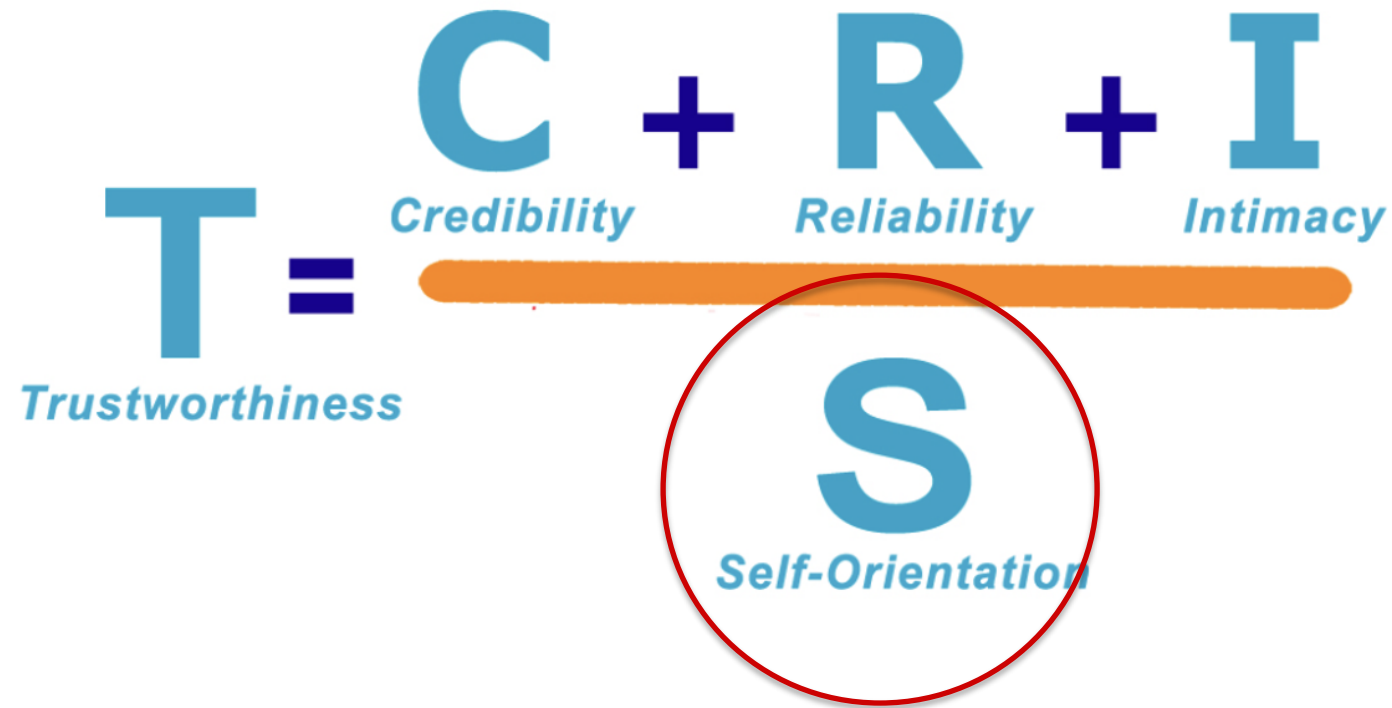 C + R + I
Credibility Reliability Intimacy
T =
Trustworthiness
S
Self-Orientation